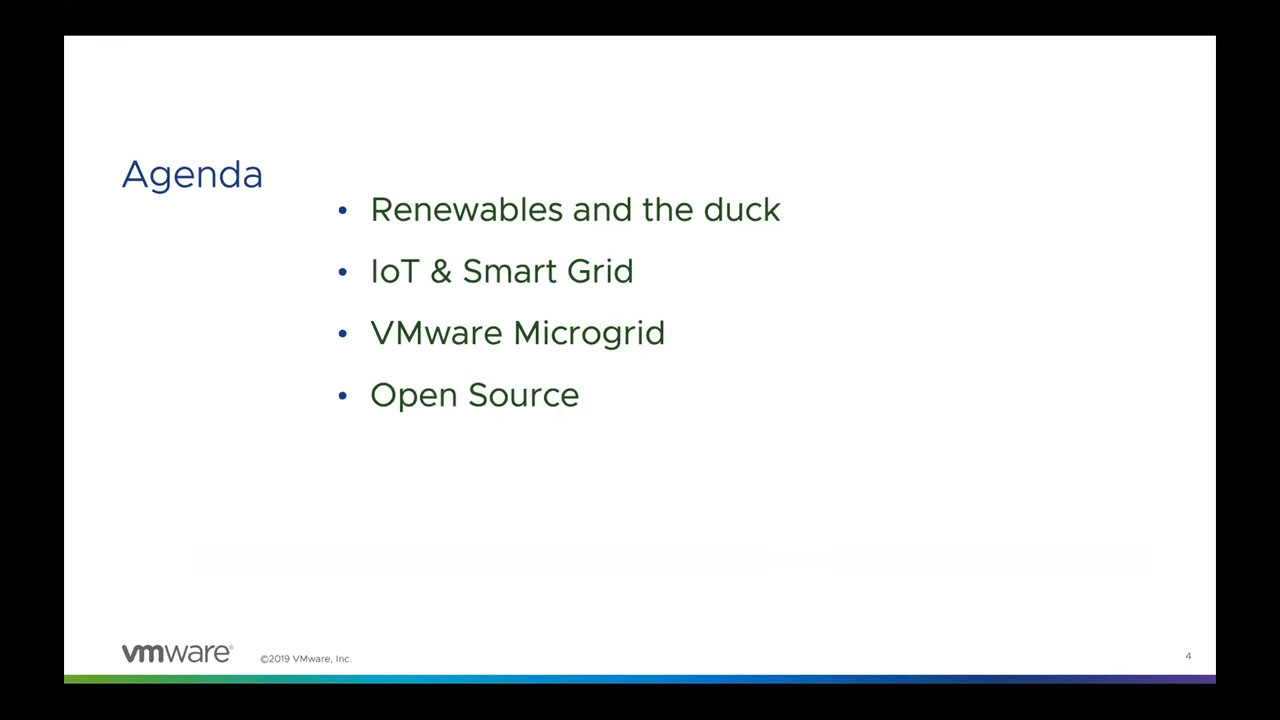 Agenda
• Renewables and the duck
• IoT & Smart Grid
• VMware Microgrid
• Open Source
vmware®
©2019 VMware, Inc.
4